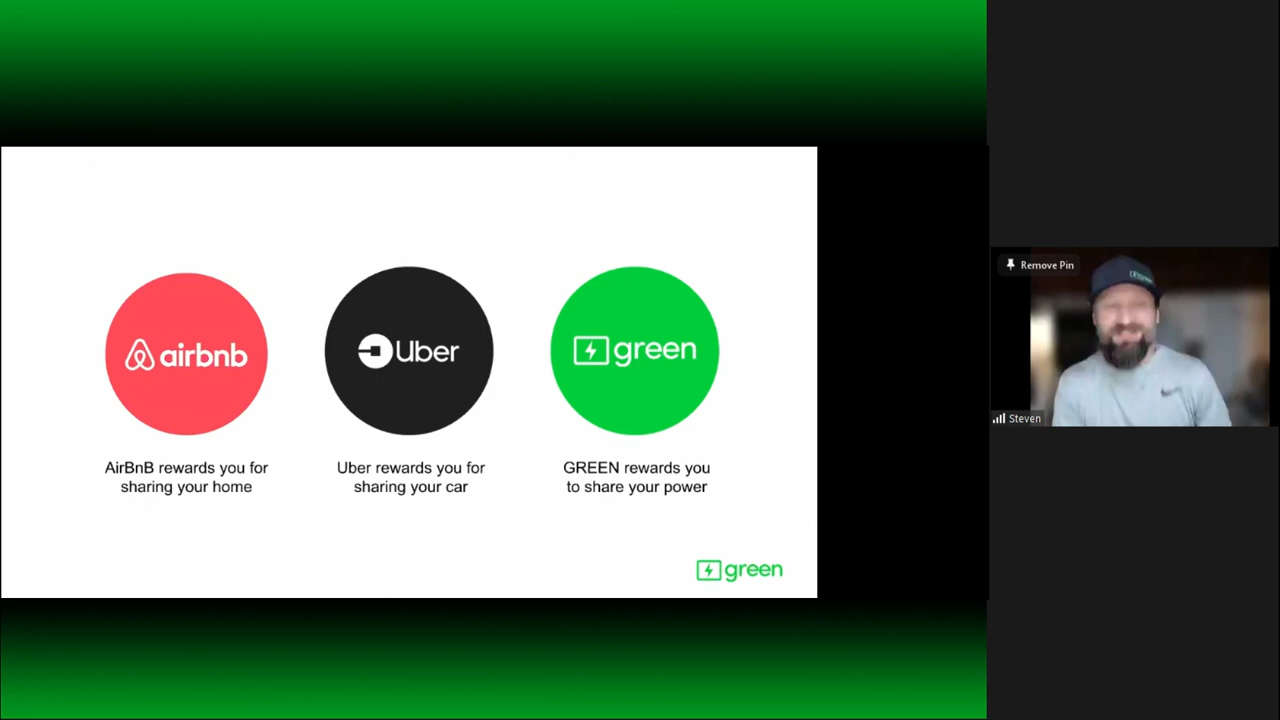 airbnb
Uber
green
AirBnB rewards you for
sharing your home
Uber rewards you for
sharing your car
GREEN rewards you
to share your power
green
Remove Pin
Steven